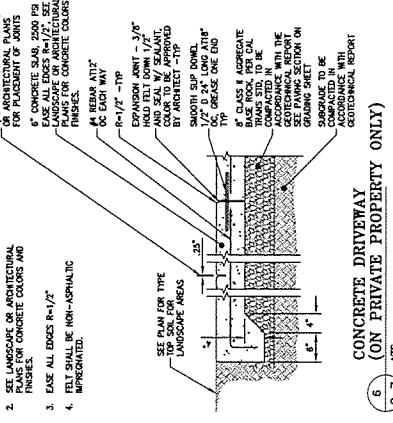 2. SEE LANDSCAPE OR ARCHITECTURAL
PLANS FOR CONCRETE COLORS AND
FINISHES.
3. EASE ALL EDGES R=1/2"
4. FELT SHALL BE NON-ASPHALTIC
IMPREGNATED.
OR ARCHITECTURAL PLANS
FOR PLACEMENT OF JOINTS
6" CONCRETE SLAB, 2500 PSI
EASE ALL EDGES R=1/2", SEE
LANDSCAPE OR ARCHITECTURAL
PLANS FOR CONCRETE COLORS
FINISHES.
#4 REBAR AT12"
OC EACH WAY
R=1/2" -TYP
EXPANSION JOINT - 3/8"
HOLD FELT DOWN 1/2"
AND SEAL W/ SEALANT,
COLOR TO BE APPROVED
BY ARCHITECT -TYP
SMOOTH SLIP DOWEL
1/2" D 24" LONG AT18"
OC, GREASE ONE END
TYP
8" CLASS II AGGREGATE
BASE ROCK, PER CAL
TRANS STD, TO BE
COMPACTED IN
ACCORDANCE WITH THE
GEOTECHNICAL REPORT
SEE PAVING SECTION ON
GRADING SHEET
SUBGRADE TO BE
COMPACTED IN
ACCORDANCE WITH
GEOTECHNICAL REPORT
SEE PLAN FOR TYPE
TOP SOIL FOR
LANDSCAPE AREAS
.25"
4"
6"
CONCRETE DRIVEWAY
(ON PRIVATE PROPERTY ONLY)
6
NTS